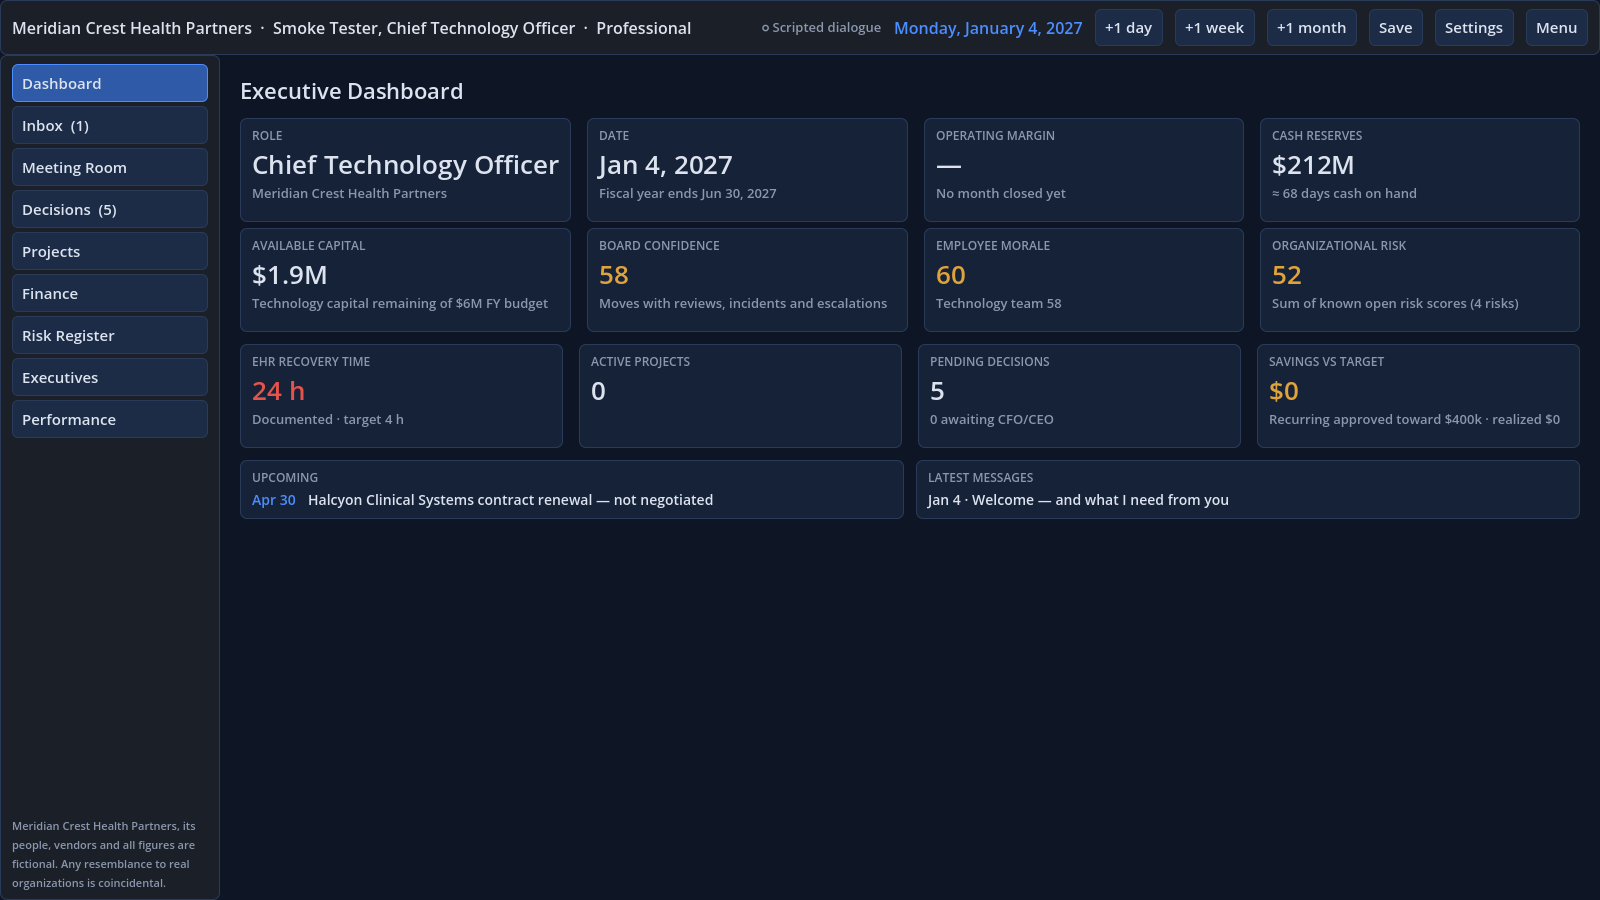 Meridian Crest Health Partners · Smoke Tester, Chief Technology Officer · Professional
Scripted dialogue
Monday, January 4, 2027
+1 day
+1 week
+1 month
Save
Settings
Menu
Dashboard
Inbox (1)
Meeting Room
Decisions (5)
Projects
Finance
Risk Register
Executives
Performance
Meridian Crest Health Partners, its
people, vendors and all figures are
fictional. Any resemblance to real
organizations is coincidental.
Executive Dashboard
ROLE
Chief Technology Officer
Meridian Crest Health Partners
DATE
Jan 4, 2027
Fiscal year ends Jun 30, 2027
OPERATING MARGIN
—
No month closed yet
CASH RESERVES
$212M
≈ 68 days cash on hand
AVAILABLE CAPITAL
$1.9M
Technology capital remaining of $6M FY budget
BOARD CONFIDENCE
58
Moves with reviews, incidents and escalations
EMPLOYEE MORALE
60
Technology team 58
ORGANIZATIONAL RISK
52
Sum of known open risk scores (4 risks)
EHR RECOVERY TIME
24 h
Documented · target 4 h
ACTIVE PROJECTS
0
PENDING DECISIONS
5
0 awaiting CFO/CEO
SAVINGS VS TARGET
$0
Recurring approved toward $400k · realized $0
UPCOMING
Apr 30 Halcyon Clinical Systems contract renewal — not negotiated
LATEST MESSAGES
Jan 4 · Welcome — and what I need from you